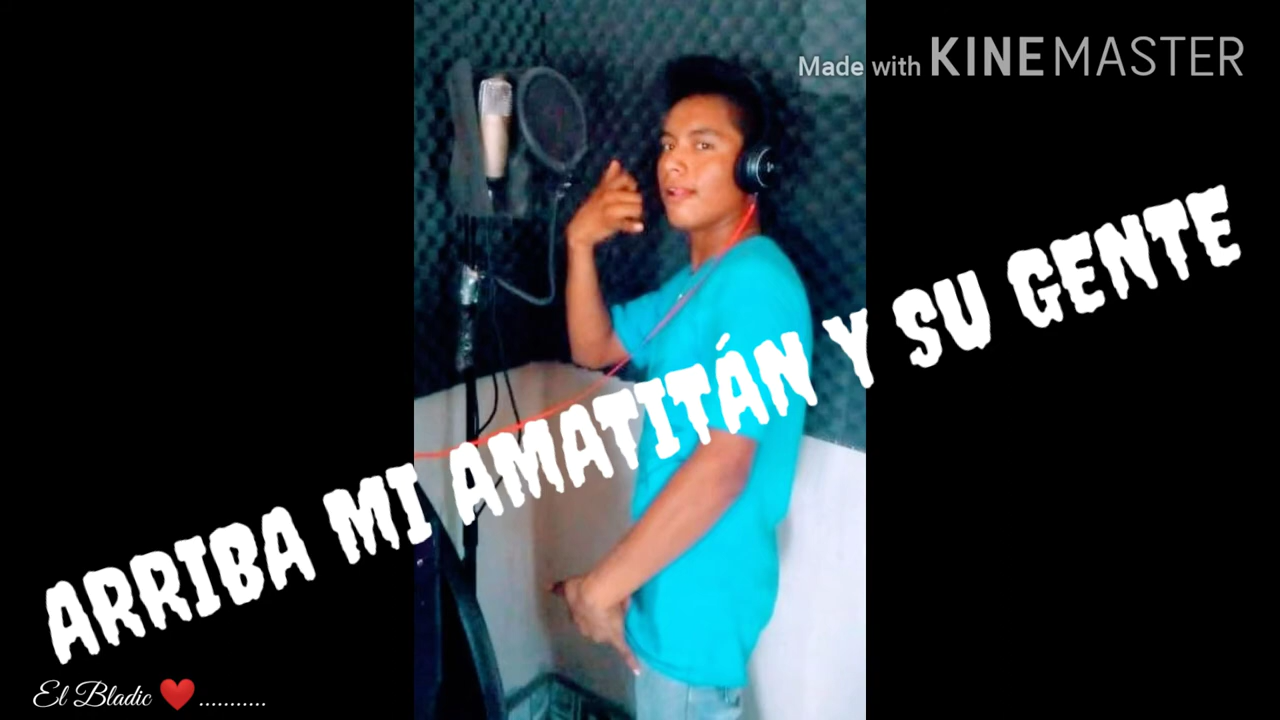 Made with KINEMASTER
ARRIBA MI AMATITÁN Y SU GENTE
El Bladic ❤...........